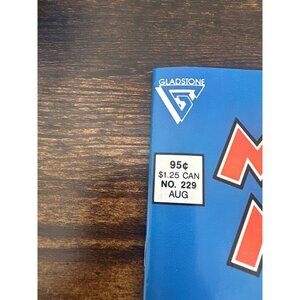 GLADSTONE
95¢
$1.25 CAN
NO. 229
AUG